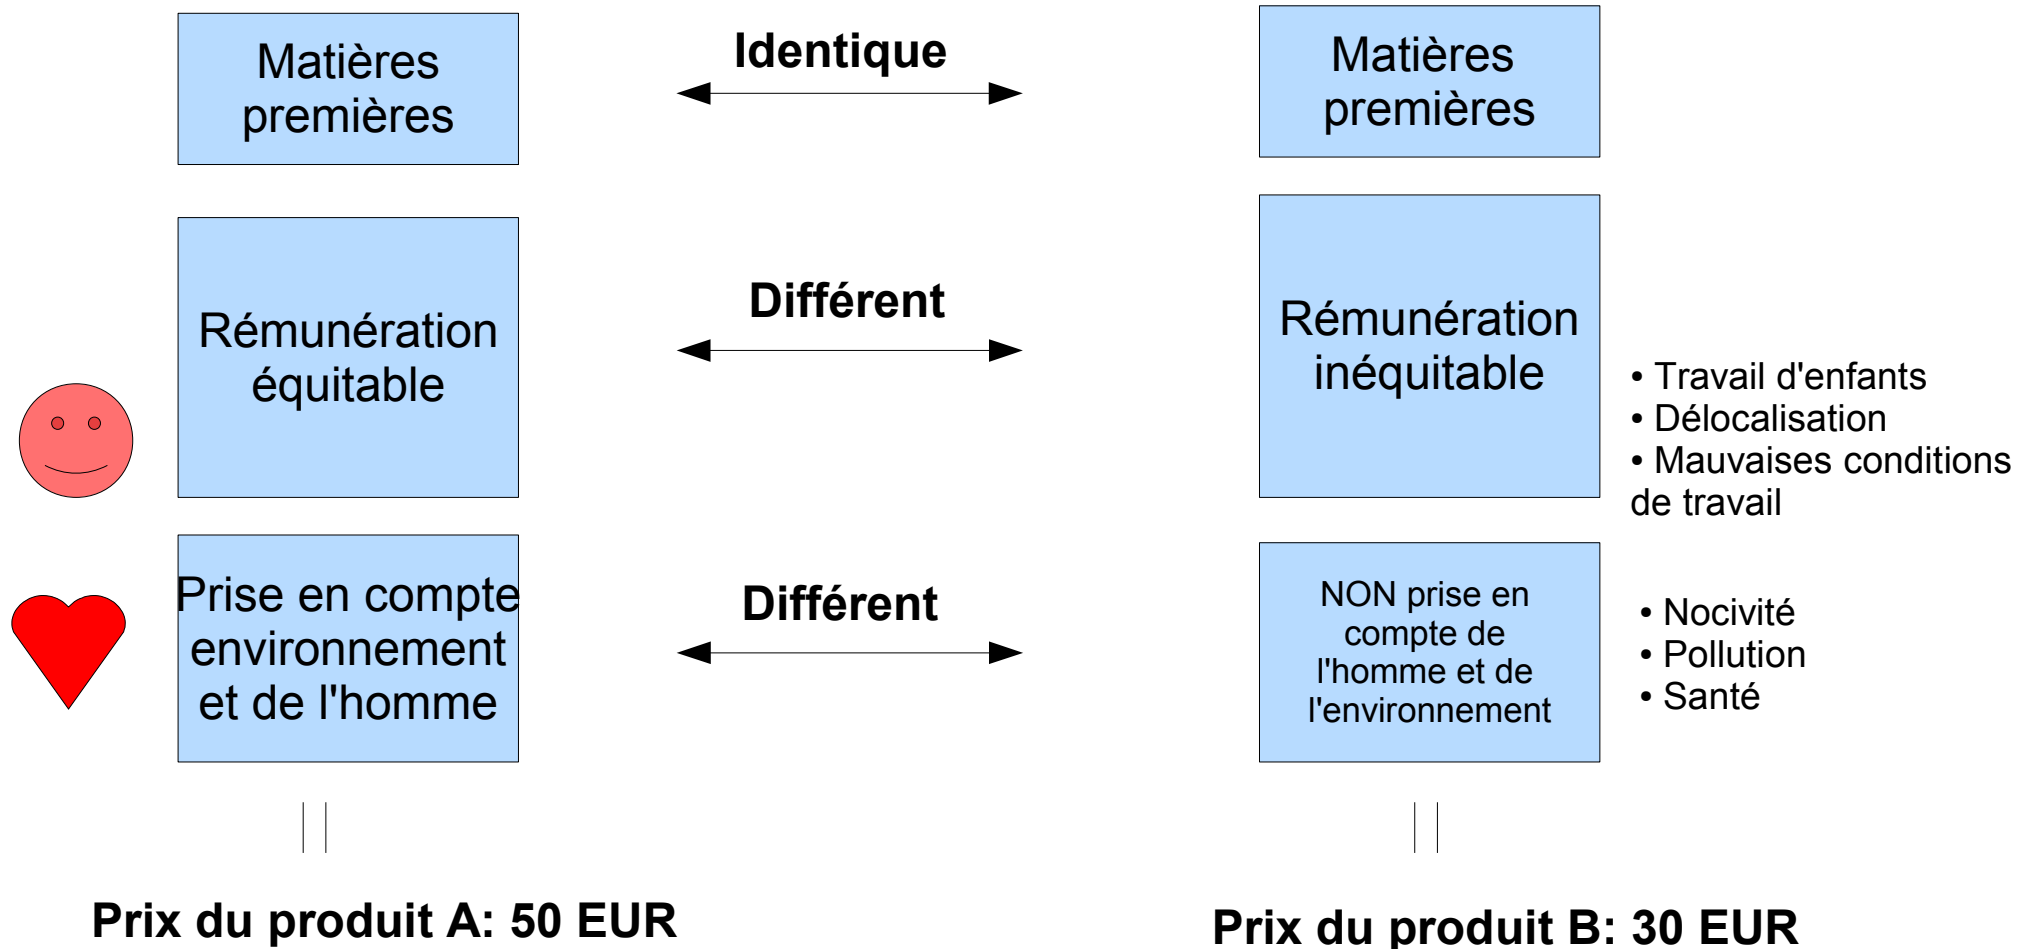 Matières
premières
Identique
Matières
premières
Rémunération
équitable
Différent
Rémunération
inéquitable
• Travail d'enfants
• Délocalisation
• Mauvaises conditions
de travail
Prise en compte
environnement
et de l'homme
Différent
NON prise en
compte de
l'homme et de
l'environnement
• Nocivité
• Pollution
• Santé
Prix du produit A: 50 EUR
Prix du produit B: 30 EUR